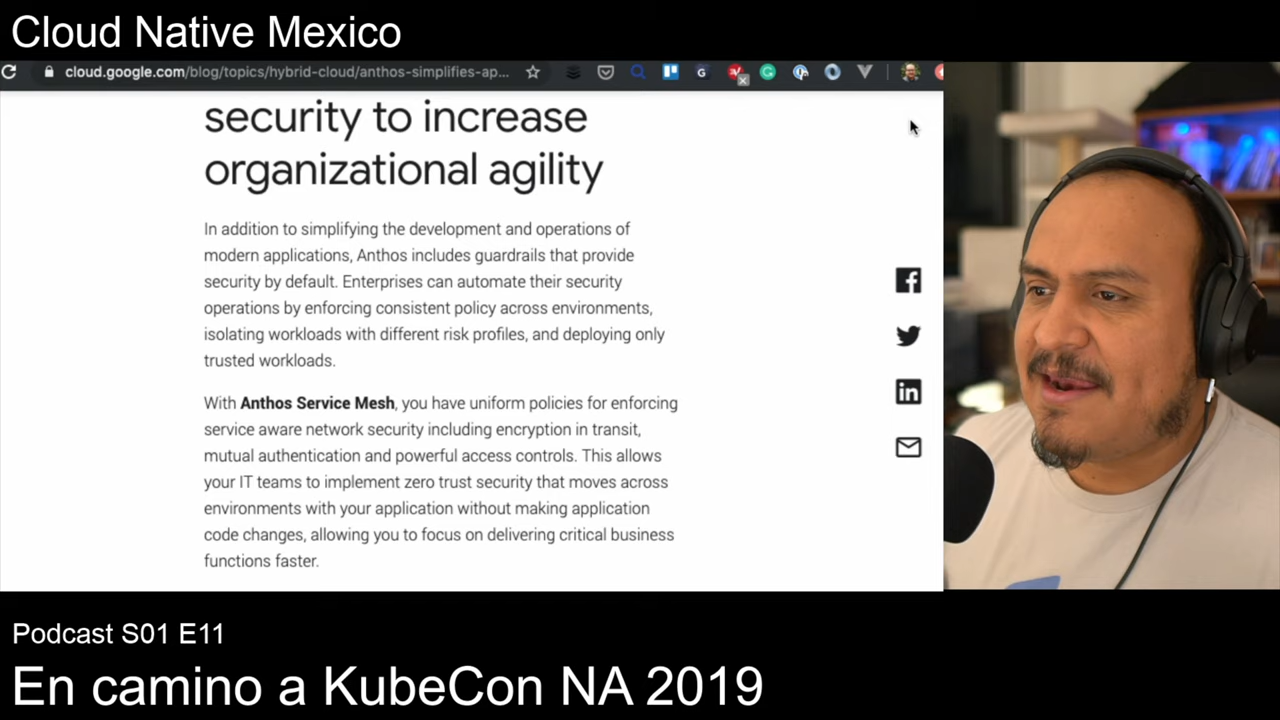 Cloud Native Mexico
cloud.google.com/blog/topics/hybrid-cloud/anthos-simplifies-ap...
security to increase
organizational agility
In addition to simplifying the development and operations of
modern applications, Anthos includes guardrails that provide
security by default. Enterprises can automate their security
operations by enforcing consistent policy across environments,
isolating workloads with different risk profiles, and deploying only
trusted workloads.
With Anthos Service Mesh, you have uniform policies for enforcing
service aware network security including encryption in transit,
mutual authentication and powerful access controls. This allows
your IT teams to implement zero trust security that moves across
environments with your application without making application
code changes, allowing you to focus on delivering critical business
functions faster.
Podcast S01 E11
En camino a KubeCon NA 2019